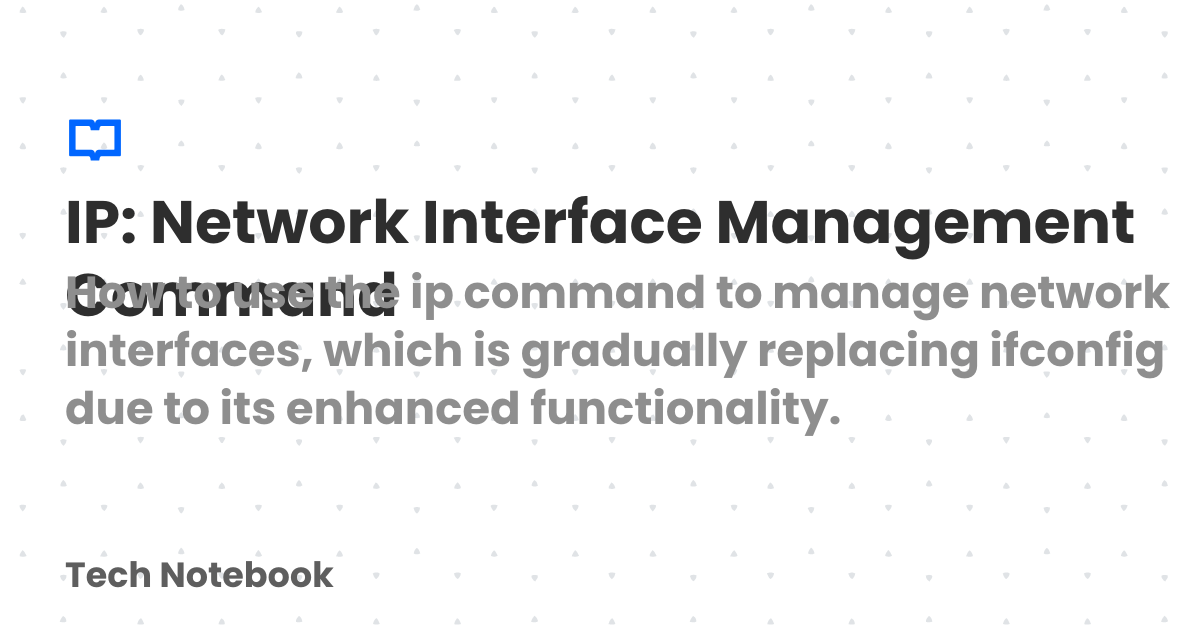 IP: Network Interface Management
Command
How to use the ip command to manage network
interfaces, which is gradually replacing ifconfig
due to its enhanced functionality.
Tech Notebook